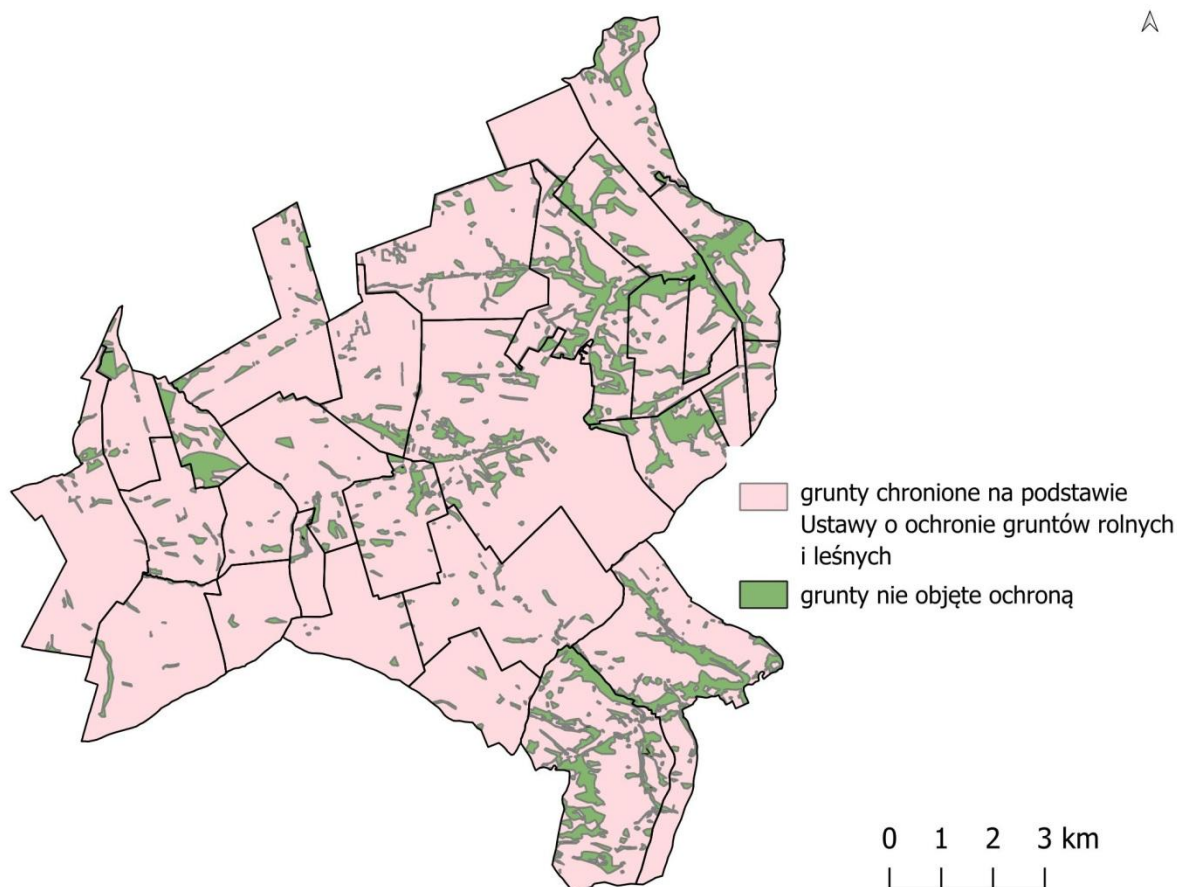 grunty chronione na podstawie
Ustawy o ochronie gruntów rolnych
i leśnych
grunty nie objęte ochroną
0 1 2 3 km